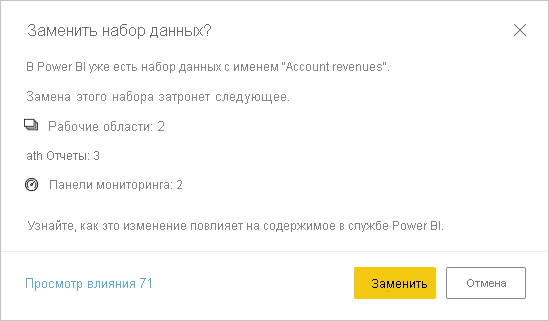 Заменить набор данных?
В Power BI уже есть набор данных с именем "Account revenues".
Замена этого набора затронет следующее.
Рабочие области: 2
ath Отчеты: 3
Панели мониторинга: 2
Узнайте, как это изменение повлияет на содержимое в службе Power BI.
Просмотр влияния 71
Заменить
Отмена